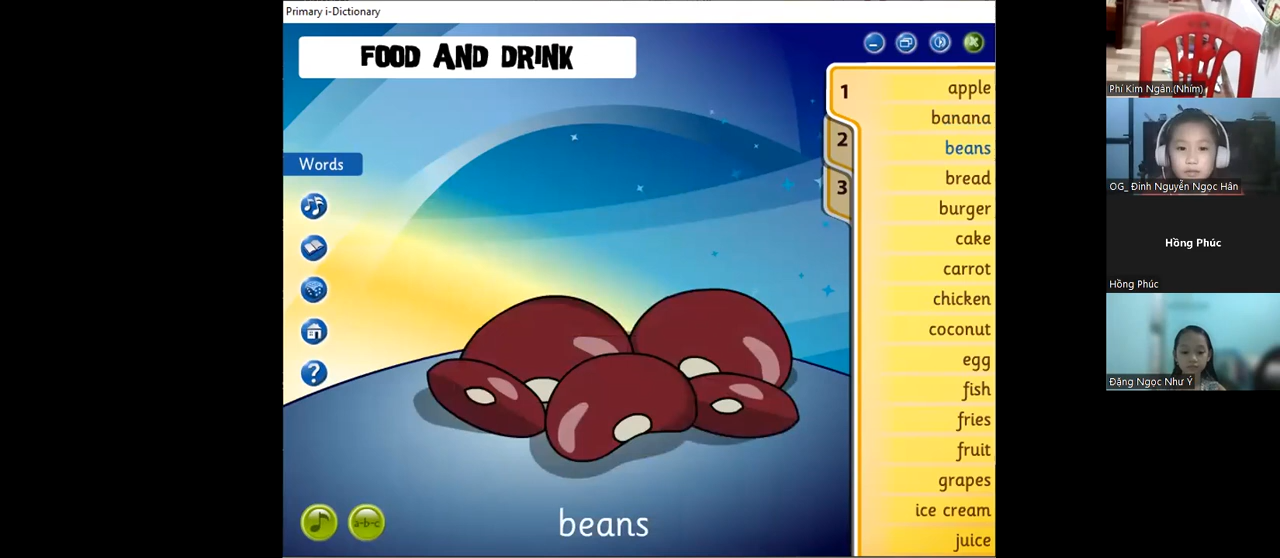 Primary i-Dictionary
FOOD AND DRINK
Words
?
a-b-c
beans
1
2
3
apple
banana
beans
bread
burger
cake
carrot
chicken
coconut
egg
fish
fries
fruit
grapes
ice cream
juice
Phí Kim Ngân.(Nhím)
OG_ Đinh Nguyễn Ngọc Hân
Hồng Phúc
Hồng Phúc
Đặng Ngọc Như Ý